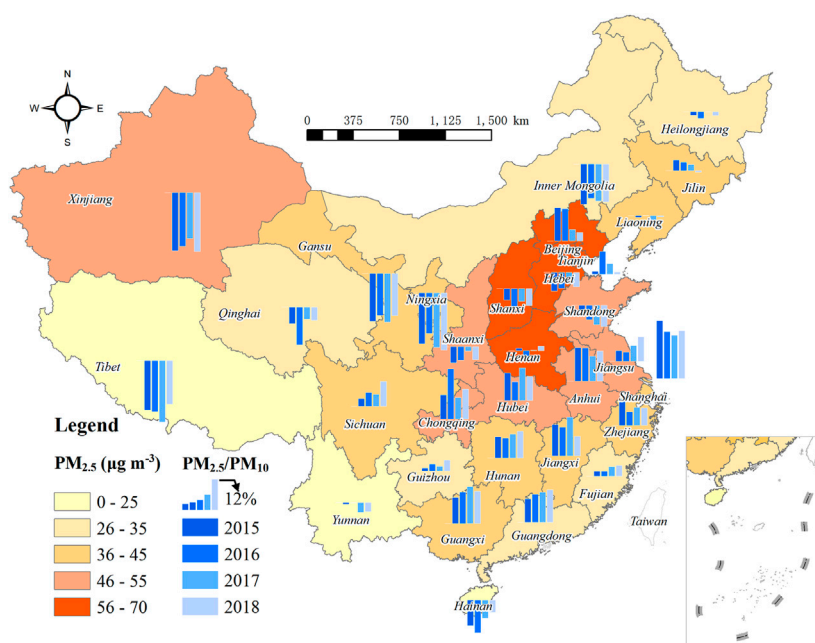 N
W E
S
0 375 750 1,125 1,500 km
Heilongjiang
Jilin
Inner Mongolia
Liaoning
Xinjiang
Gansu
Beijing
Tianjin
Hebei
Ningxia
Qinghai
Shanxi
Shandong
Shaanxi
Tibet
Henan
Jiangsu
Shanghai
Anhui
Hubei
Sichuan
Chongqing
Zhejiang
Hunan
Jiangxi
Guizhou
Fujian
Yunnan
Taiwan
Guangxi
Guangdong
Hainan
Legend
PM2.5 (μg m-3) PM2.5/PM10
12%
0 - 25 2015
26 - 35 2016
36 - 45 2017
46 - 55 2018
56 - 70